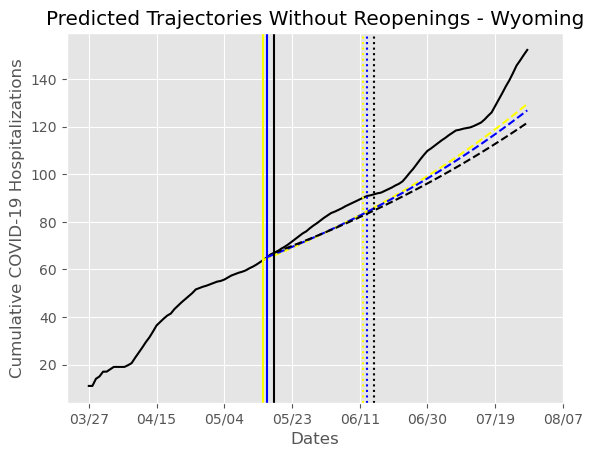 Predicted Trajectories Without Reopenings - Wyoming
Cumulative COVID-19 Hospitalizations
140
120
100
80
60
40
20
03/27 04/15 05/04 05/23 06/11 06/30 07/19 08/07
Dates